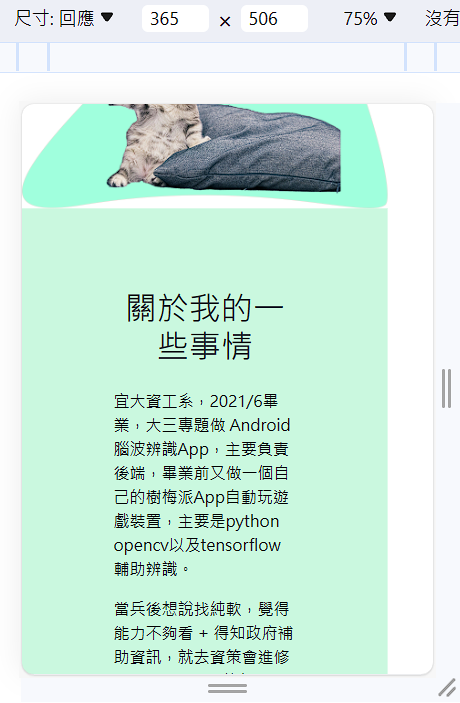 尺寸: 回應 365 × 506 75% 沒有
關於我的一
些事情
宜大資工系，2021/6畢
業，大三專題做 Android
腦波辨識App，主要負責
後端，畢業前又做一個自
己的樹梅派App自動玩遊
戲裝置，主要是python
opencv以及tensorflow
輔助辨識。
當兵後想說找純軟，覺得
能力不夠看 + 得知政府補
助資訊，就去資策會進修